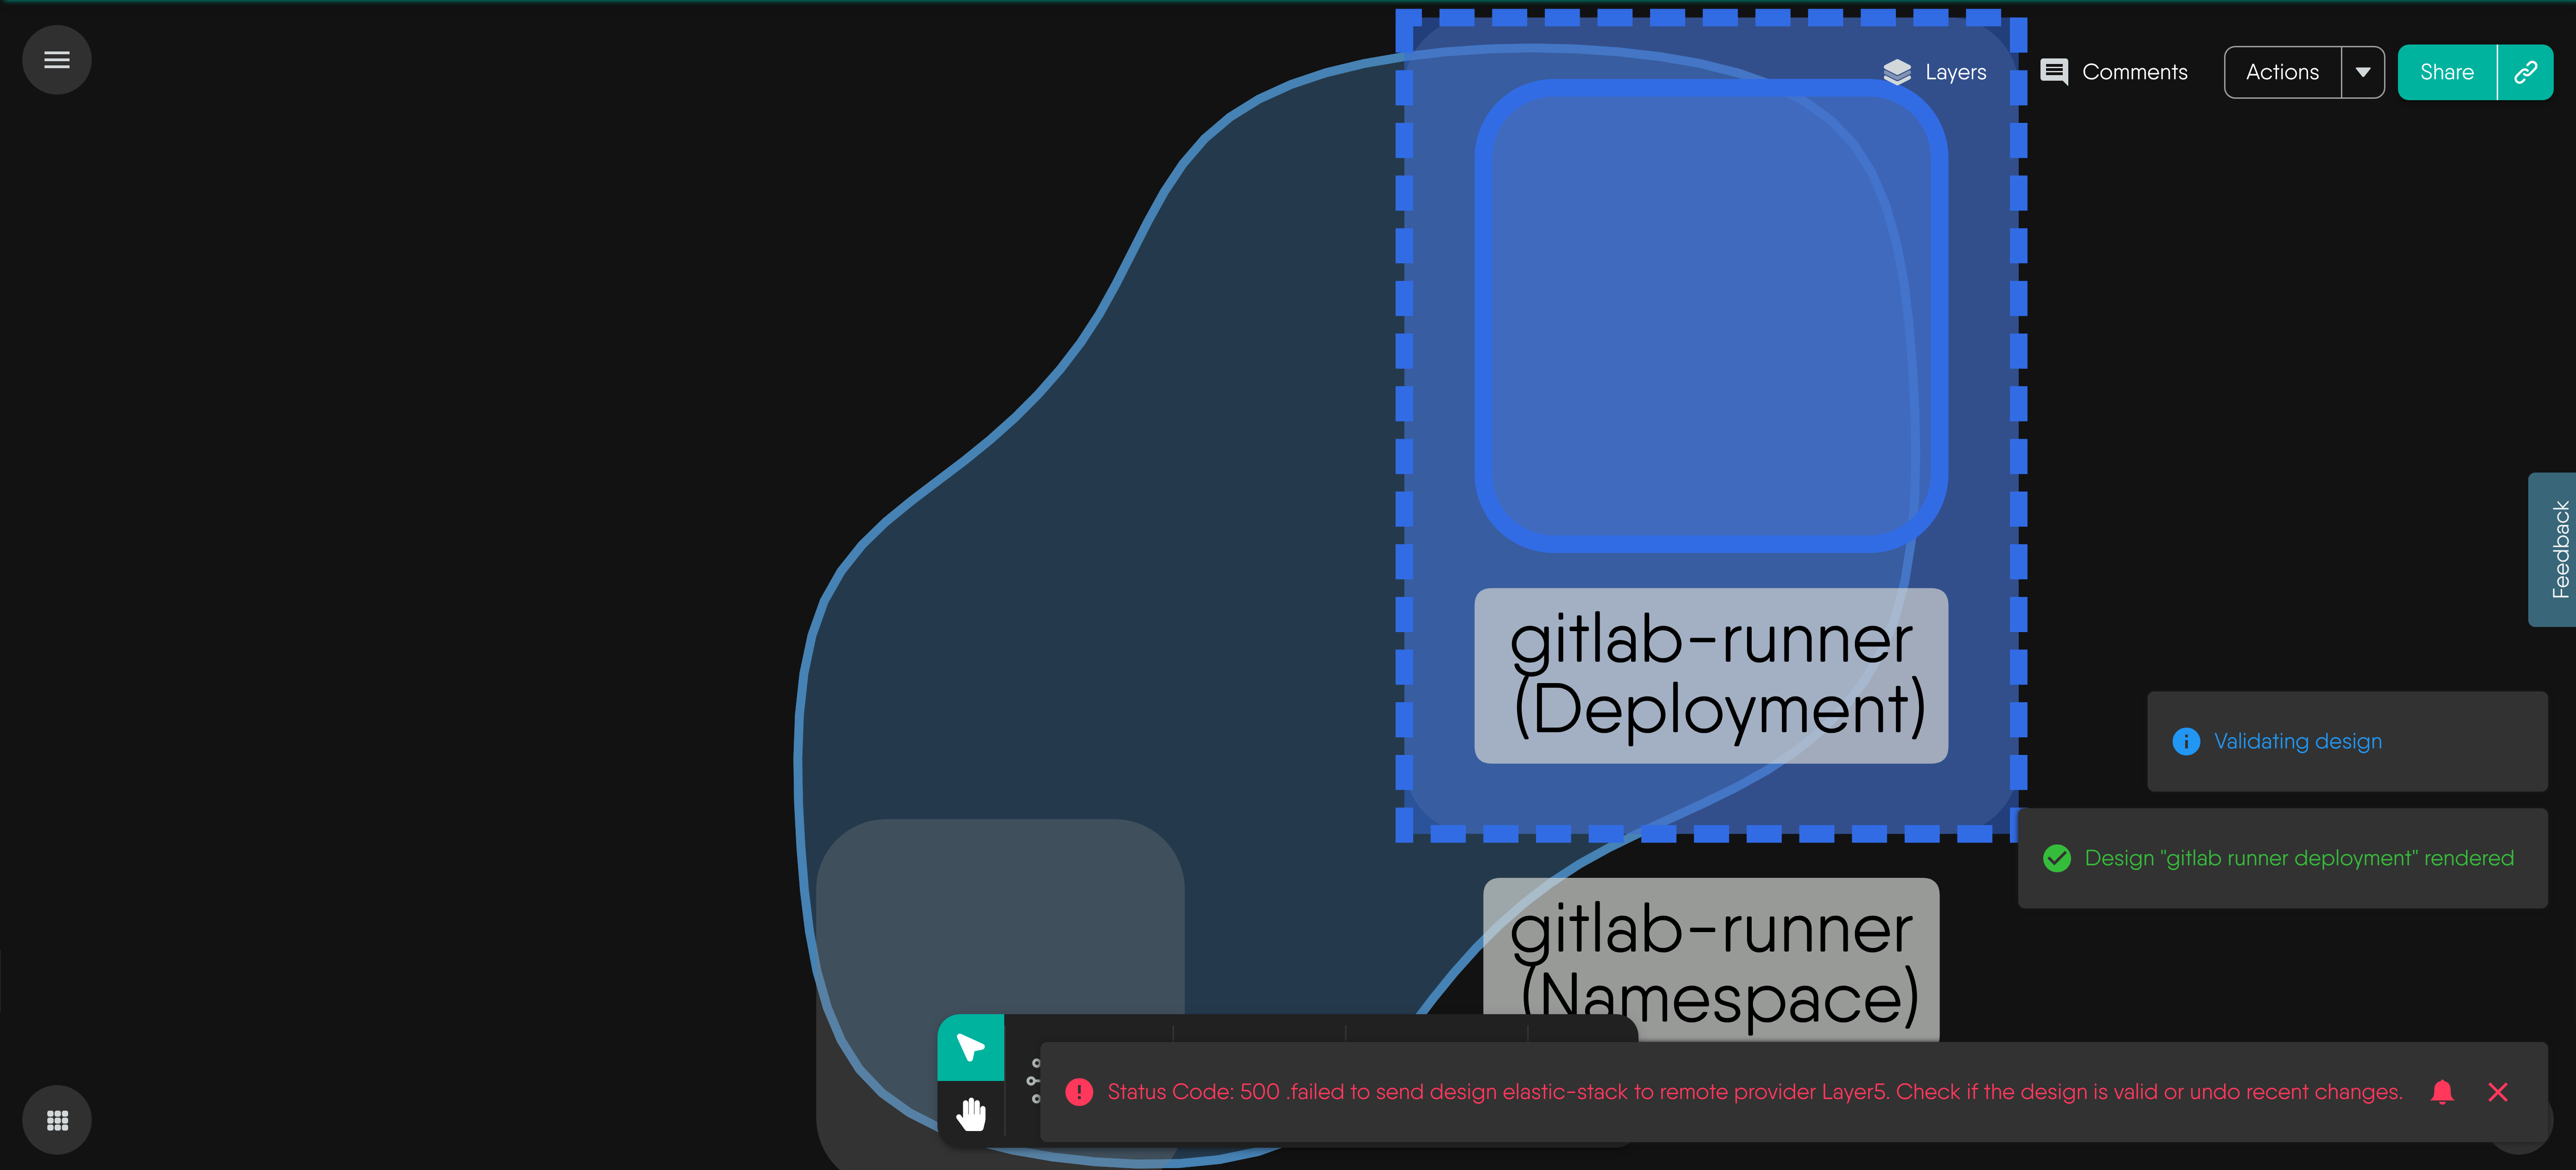 Layers
Comments
Actions
Share
Feedback
gitlab-runner
(Deployment)
Validating design
Design "gitlab runner deployment" rendered
gitlab-runner
(Namespace)
Status Code: 500 .failed to send design elastic-stack to remote provider Layer5. Check if the design is valid or undo recent changes.